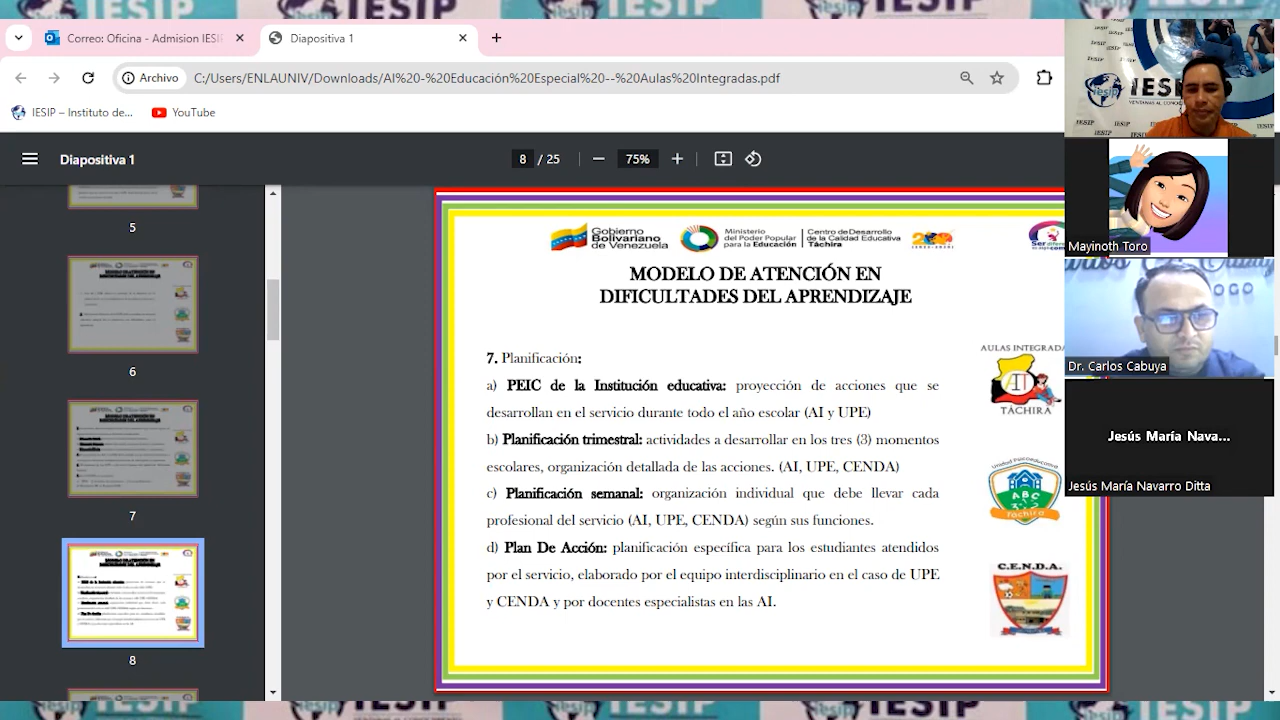 Correo: Oficina - Admision IESI
Diapositiva 1
Archivo
C:/Users/ENLAUNIV/Downloads/AI%20-%20Educación%20Especial%20--%20Aulas%20Integradas.pdf
IESIP – Instituto de...
YouTube
Diapositiva 1
8 / 25
75%
5
6
7
8
Gobierno Bolivariano de Venezuela
Ministerio del Poder Popular para la Educación
Centro de Desarrollo de la Calidad Educativa Táchira
200
MODELO DE ATENCIÓN EN
DIFICULTADES DEL APRENDIZAJE
7. Planificación:
a) PEIC de la Institución educativa: proyección de acciones que se
desarrollan en el servicio durante todo el año escolar (AI y UPE)
b) Planificación trimestral: actividades a desarrollar en los tres (3) momentos
escolares, organización detallada de las acciones. (AI, UPE, CENDA)
c) Planificación semanal: organización individual que debe llevar cada
profesional del servicio (AI, UPE, CENDA) según sus funciones.
Plan De Acción: planificación específica para los estudiantes atendidos
elaborado por el equipo interdisciplinario en el caso de UPE
y CENDA y por docentes especialistas en las AI
AULAS INTEGRADA
AI
TÁCHIRA
Unidad Psicoeducativa
ABC
Táchira
C.E.N.D.A.
IESIP
VENTANAS AL
Mayinoth Toro
Dr. Carlos Cabuya
Jesús María Nava...
Jesús María Navarro Ditta